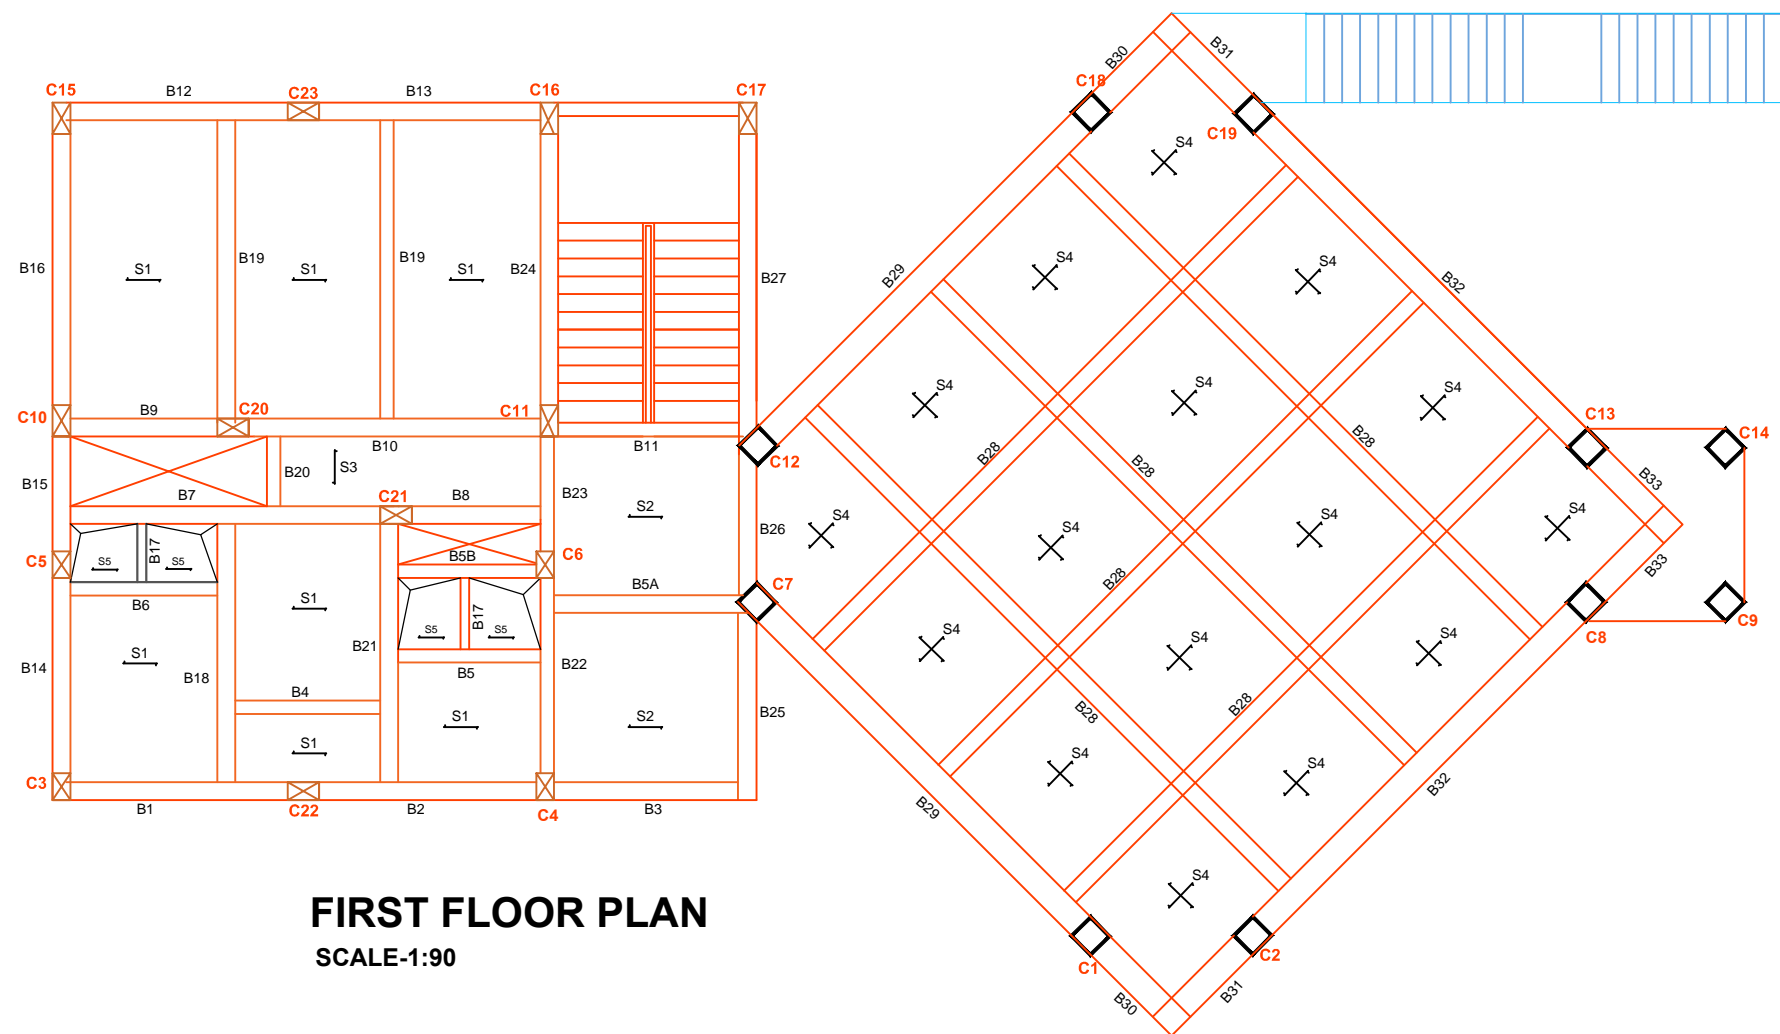 B30
B31
C18
C15
B12
C23
B13
C16
C17
C19
S4
B16
S1
B19
S1
B19
S1
B24
B27
B29
S4
S4
B32
S4
S4
S4
C10
B9
C20
C11
B10
B11
C12
B28
B28
B28
C13
C14
B15
B7
B20
S3
C21
B8
B23
S2
B26
S4
S4
S4
S4
B33
C5
S5
B17
S5
B5B
C6
B6
S1
S1
B21
S5
B17
S5
B5A
C7
B28
B33
C8
C9
B14
B18
B4
B5
B22
S4
S4
S4
S1
S1
S2
B25
B28
B28
C3
B1
C22
B2
C4
B3
B29
S4
S4
B32
S4
FIRST FLOOR PLAN
SCALE-1:90
C1
C2
B30
B31